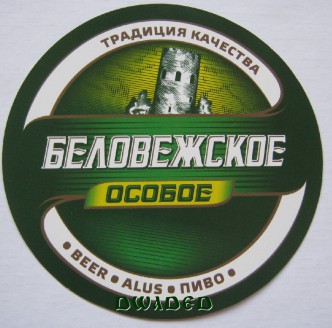 ТРАДИЦИЯ КАЧЕСТВА
БЕЛОВЕЖСКОЕ
ОСОБОЕ
• BEER • ALUS • ПИВО •
DWADED